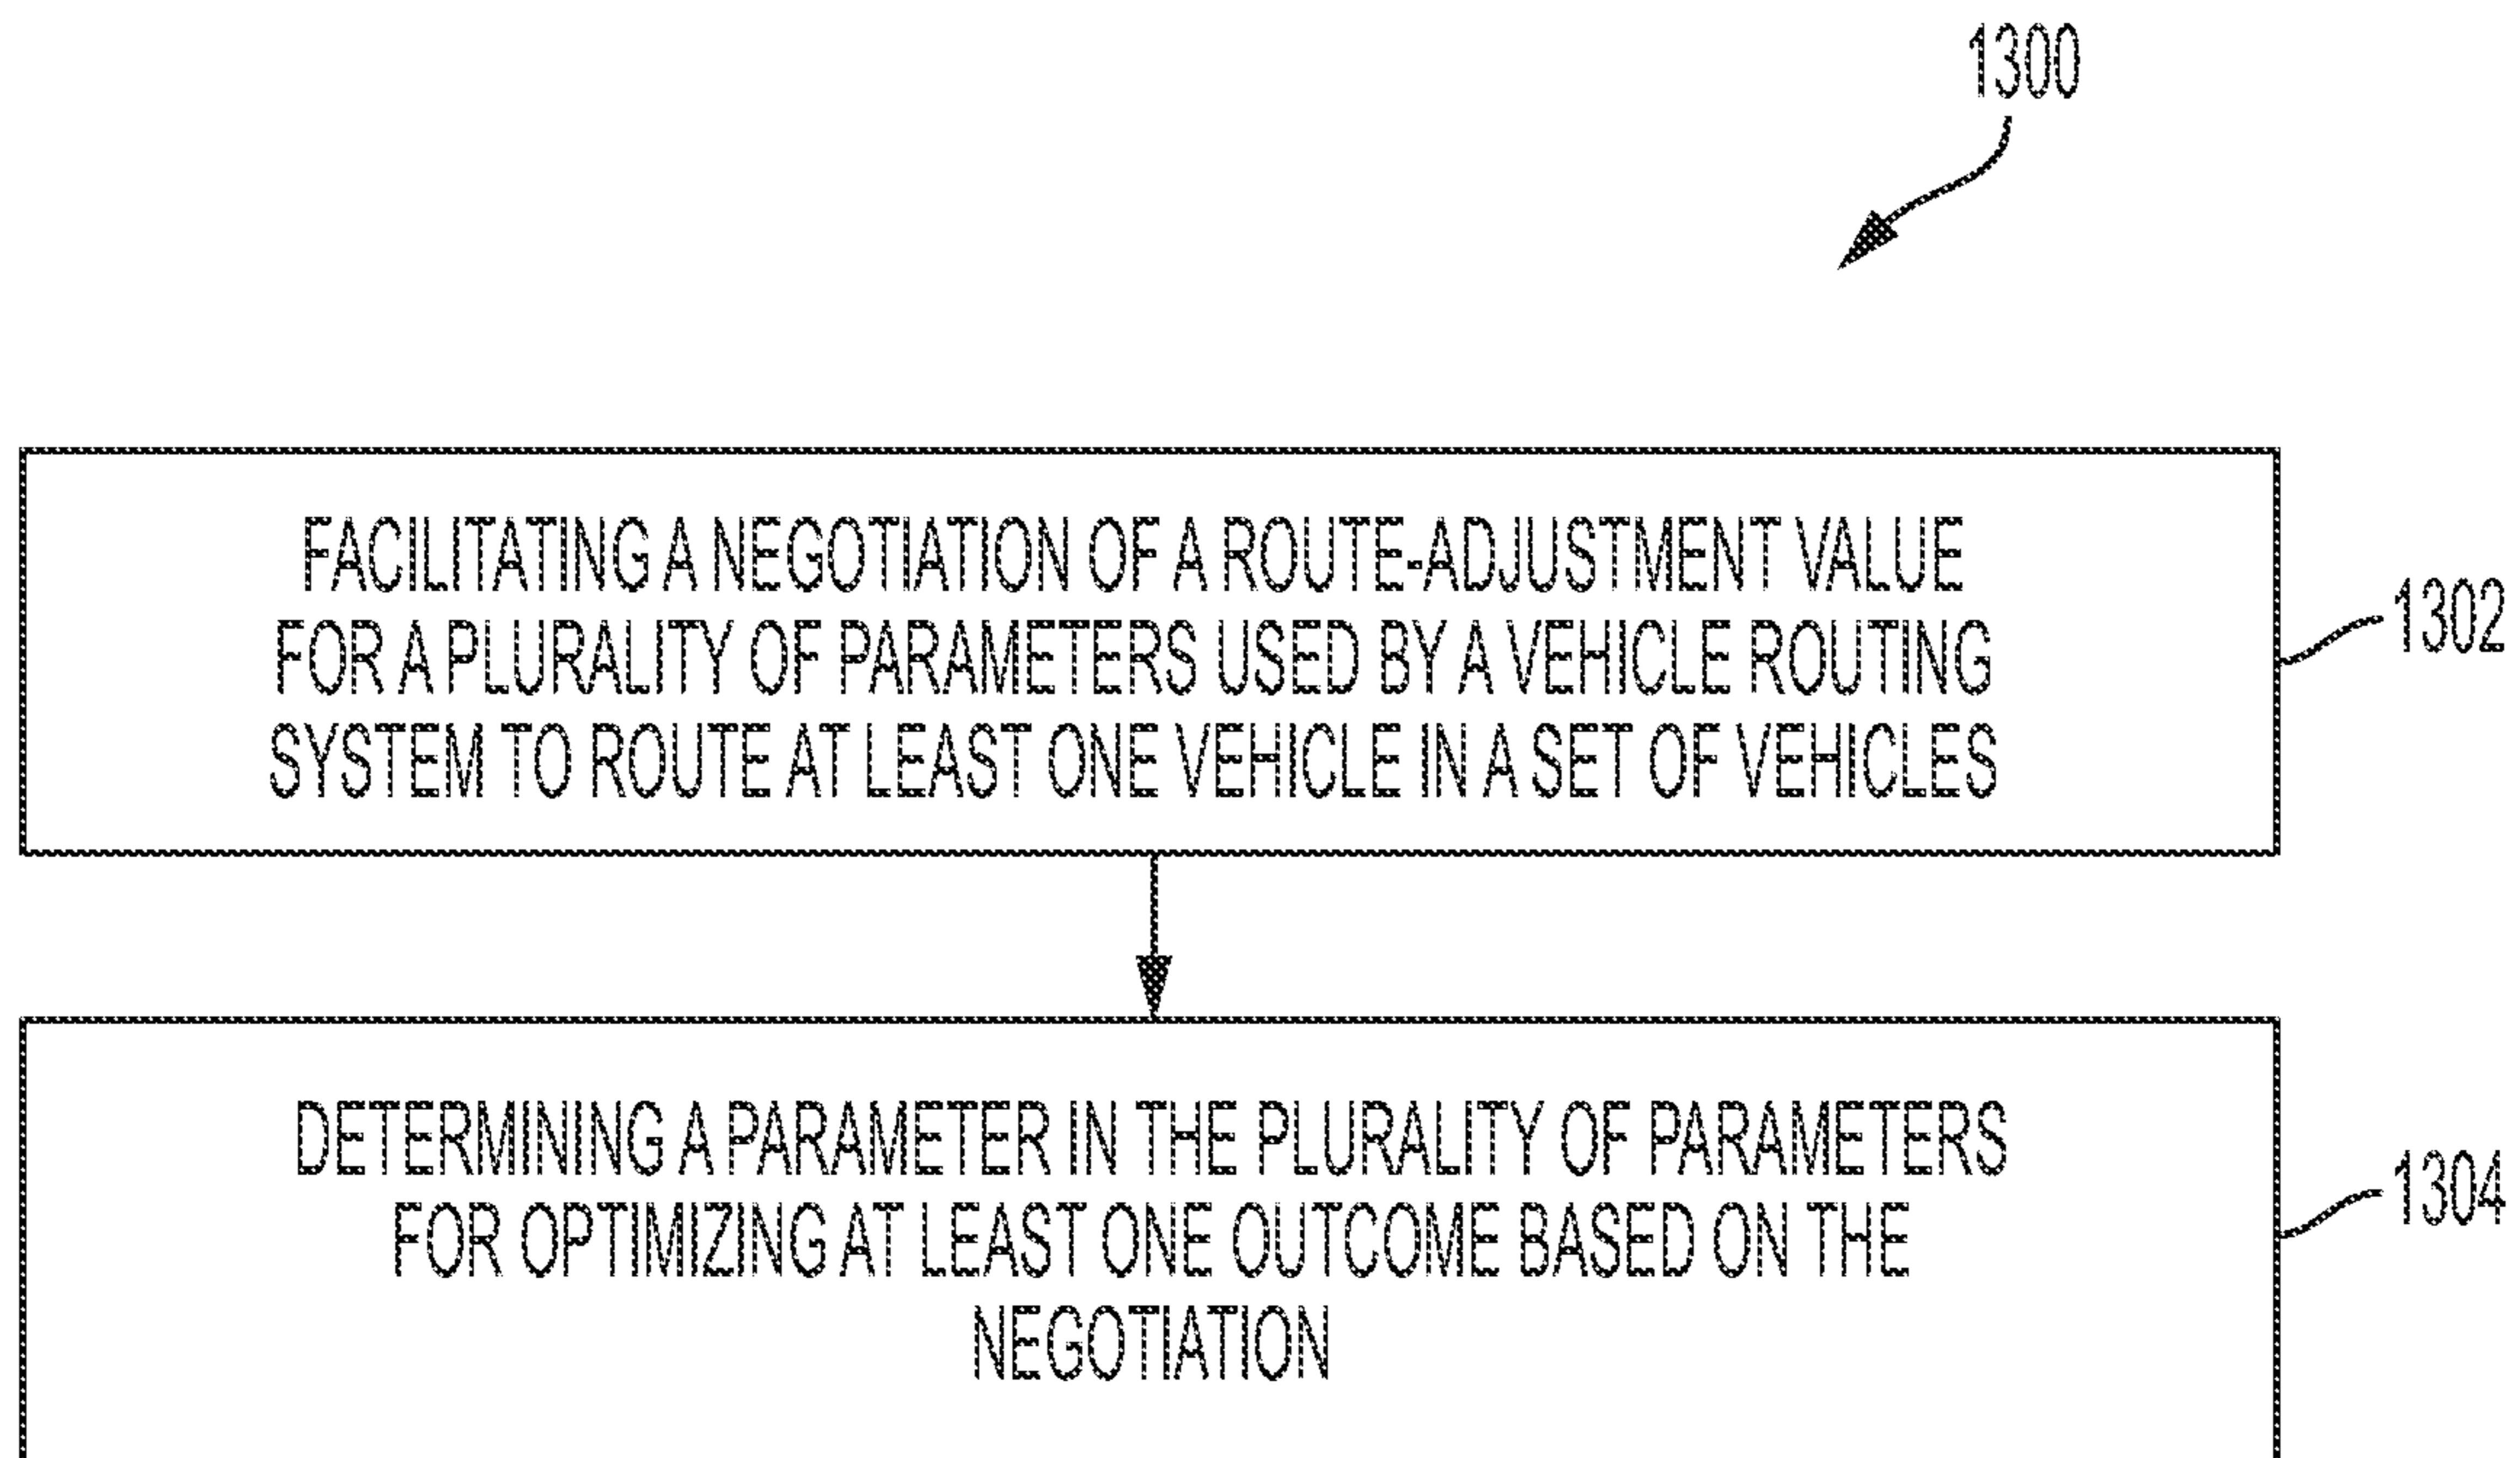 1300
FACILITATING A NEGOTIATION OF A ROUTE-ADJUSTMENT VALUE
FOR A PLURALITY OF PARAMETERS USED BY A VEHICLE ROUTING
SYSTEM TO ROUTE AT LEAST ONE VEHICLE IN A SET OF VEHICLES
1302
DETERMINING A PARAMETER IN THE PLURALITY OF PARAMETERS
FOR OPTIMIZING AT LEAST ONE OUTCOME BASED ON THE
NEGOTIATION
1304